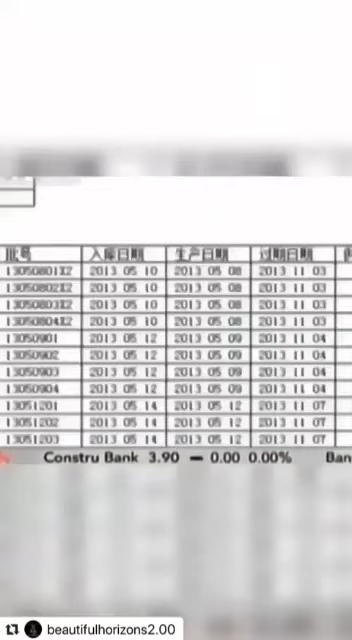 批号 入库日期 生产日期 过期日期
13050801XZ 2013 05 10 2013 05 08 2013 11 03
13050802XZ 2013 05 10 2013 05 08 2013 11 03
13050803XZ 2013 05 10 2013 05 08 2013 11 03
13050804XZ 2013 05 10 2013 05 08 2013 11 03
13050901 2013 05 12 2013 05 09 2013 11 04
13050902 2013 05 12 2013 05 09 2013 11 04
13050903 2013 05 12 2013 05 09 2013 11 04
13050904 2013 05 12 2013 05 09 2013 11 04
13051201 2013 05 14 2013 05 12 2013 11 07
13051202 2013 05 14 2013 05 12 2013 11 07
13051203 2013 05 14 2013 05 12 2013 11 07
Constru Bank 3.90 — 0.00 0.00% Ban
beautifulhorizons2.00